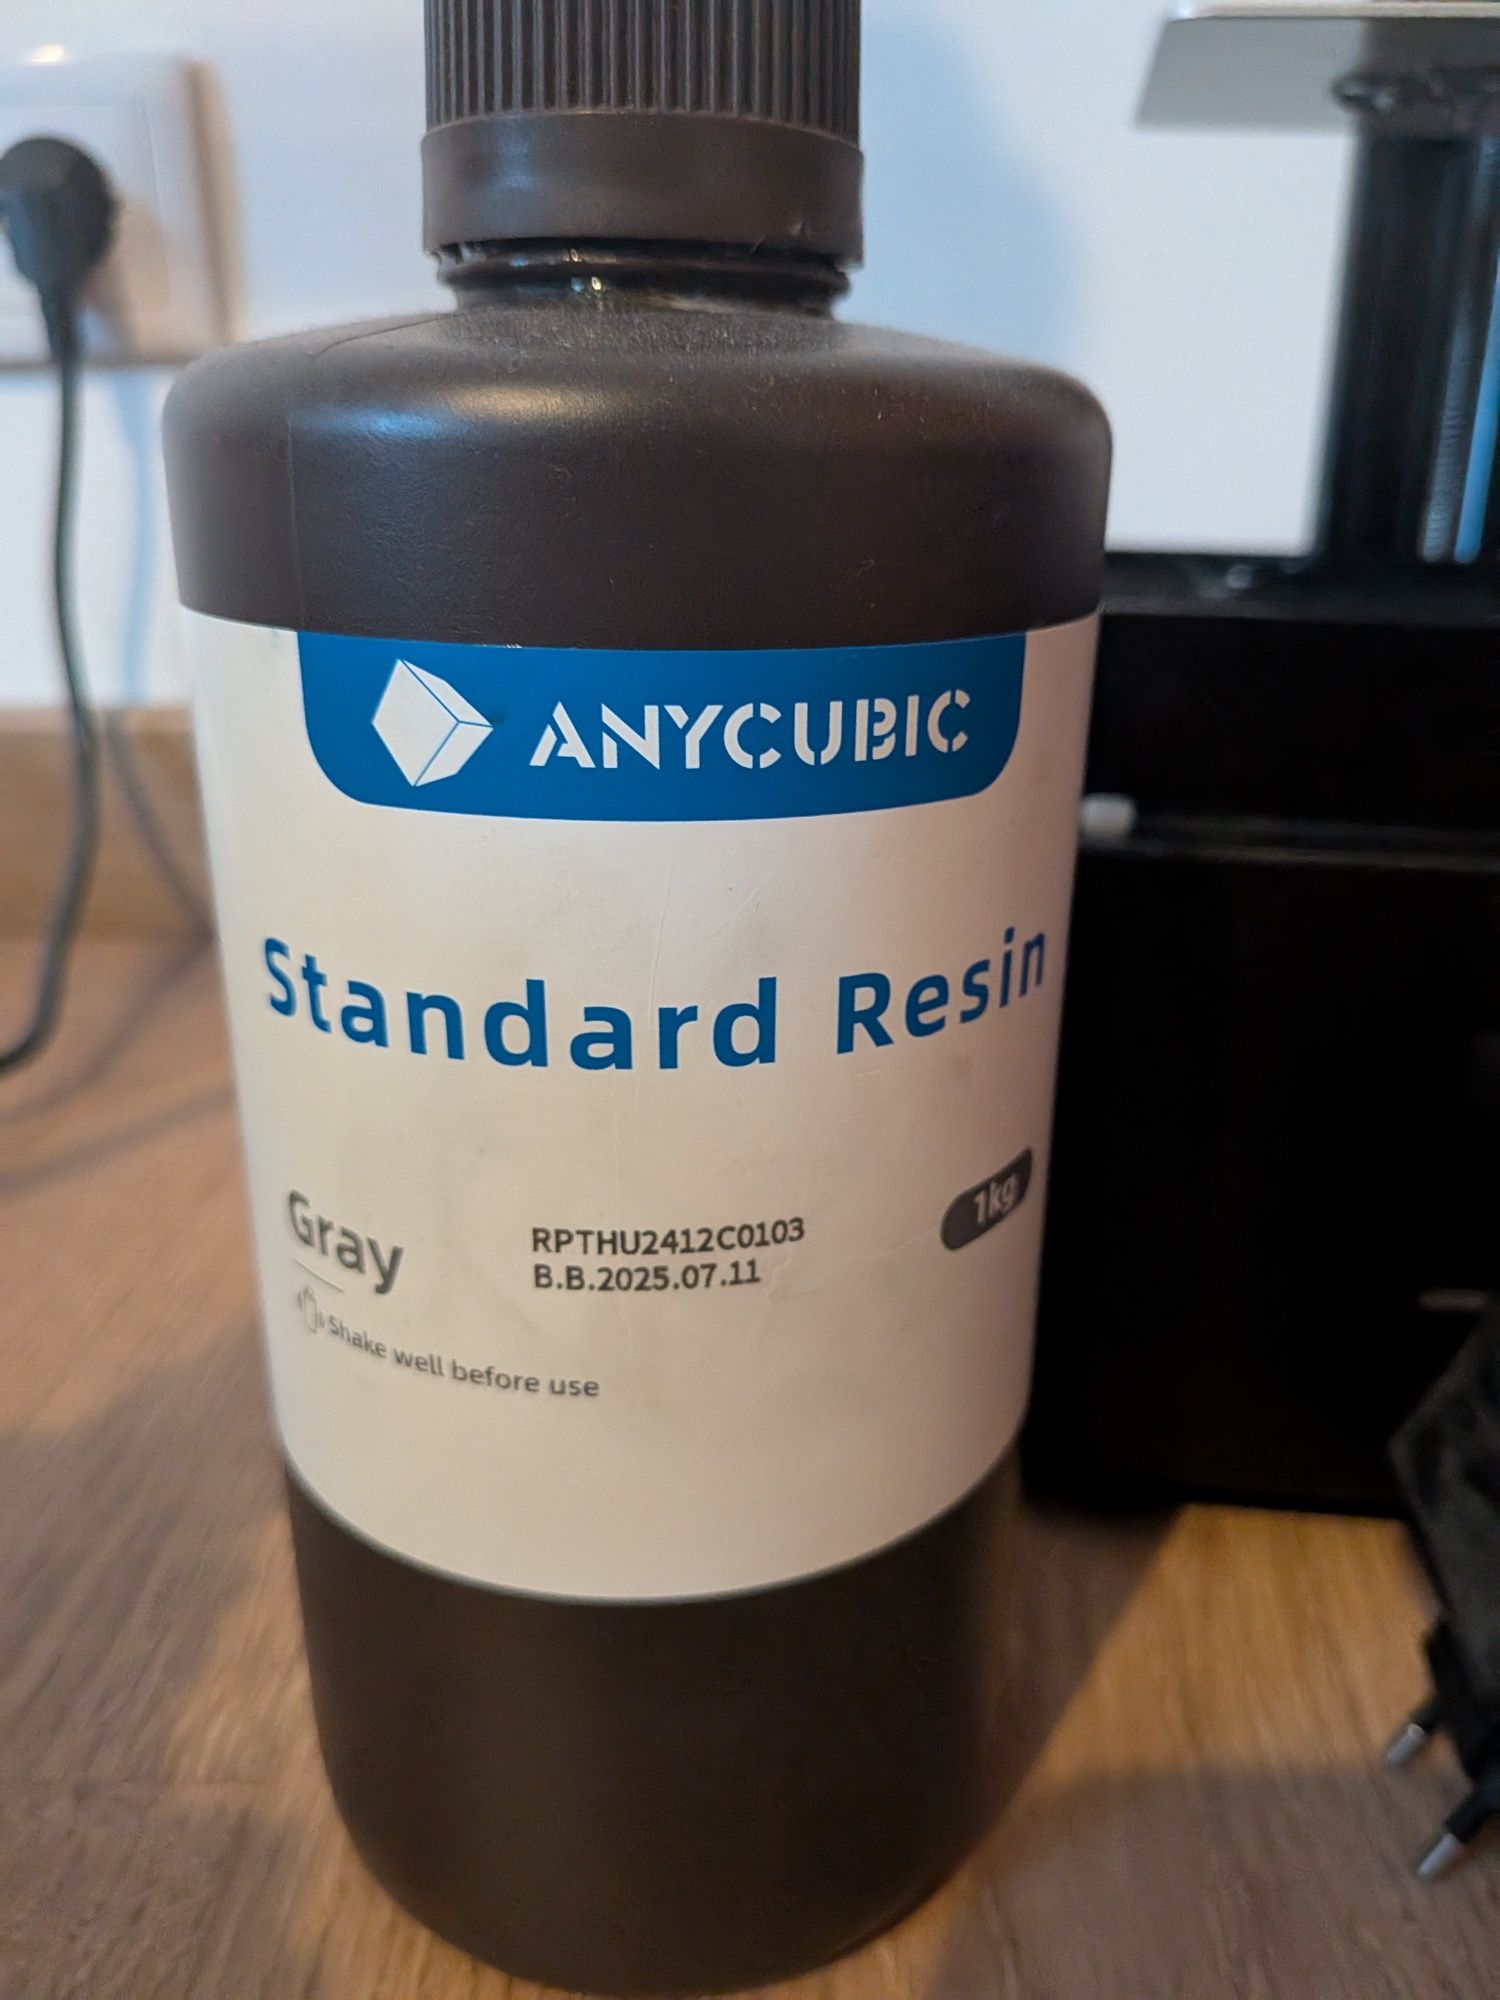 ANYCUBIC
Standard Resin
Gray
RPTHU2412C0103
B.B.2025.07.11
1kg
Shake well before use